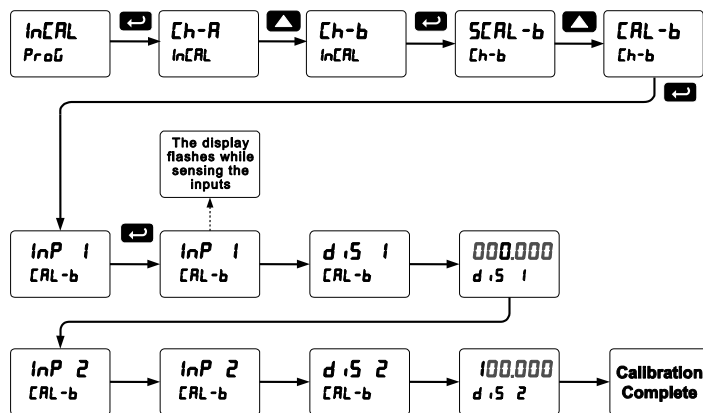 InCAL
ProG
Ch-A
InCAL
Ch-b
InCAL
SCAL-b
Ch-b
CAL-b
Ch-b
The display
flashes while
sensing the
inputs
InP 1
CAL-b
InP 1
CAL-b
diS 1
CAL-b
000.000
diS 1
InP 2
CAL-b
InP 2
CAL-b
diS 2
CAL-b
100.000
diS 2
Calibration
Complete